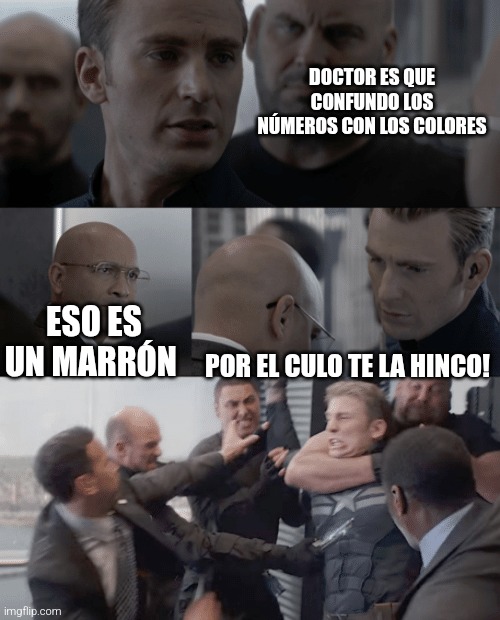 DOCTOR ES QUE
CONFUNDO LOS
NÚMEROS CON LOS COLORES
ESO ES
UN MARRÓN
POR EL CULO TE LA HINCO!
imgflip.com